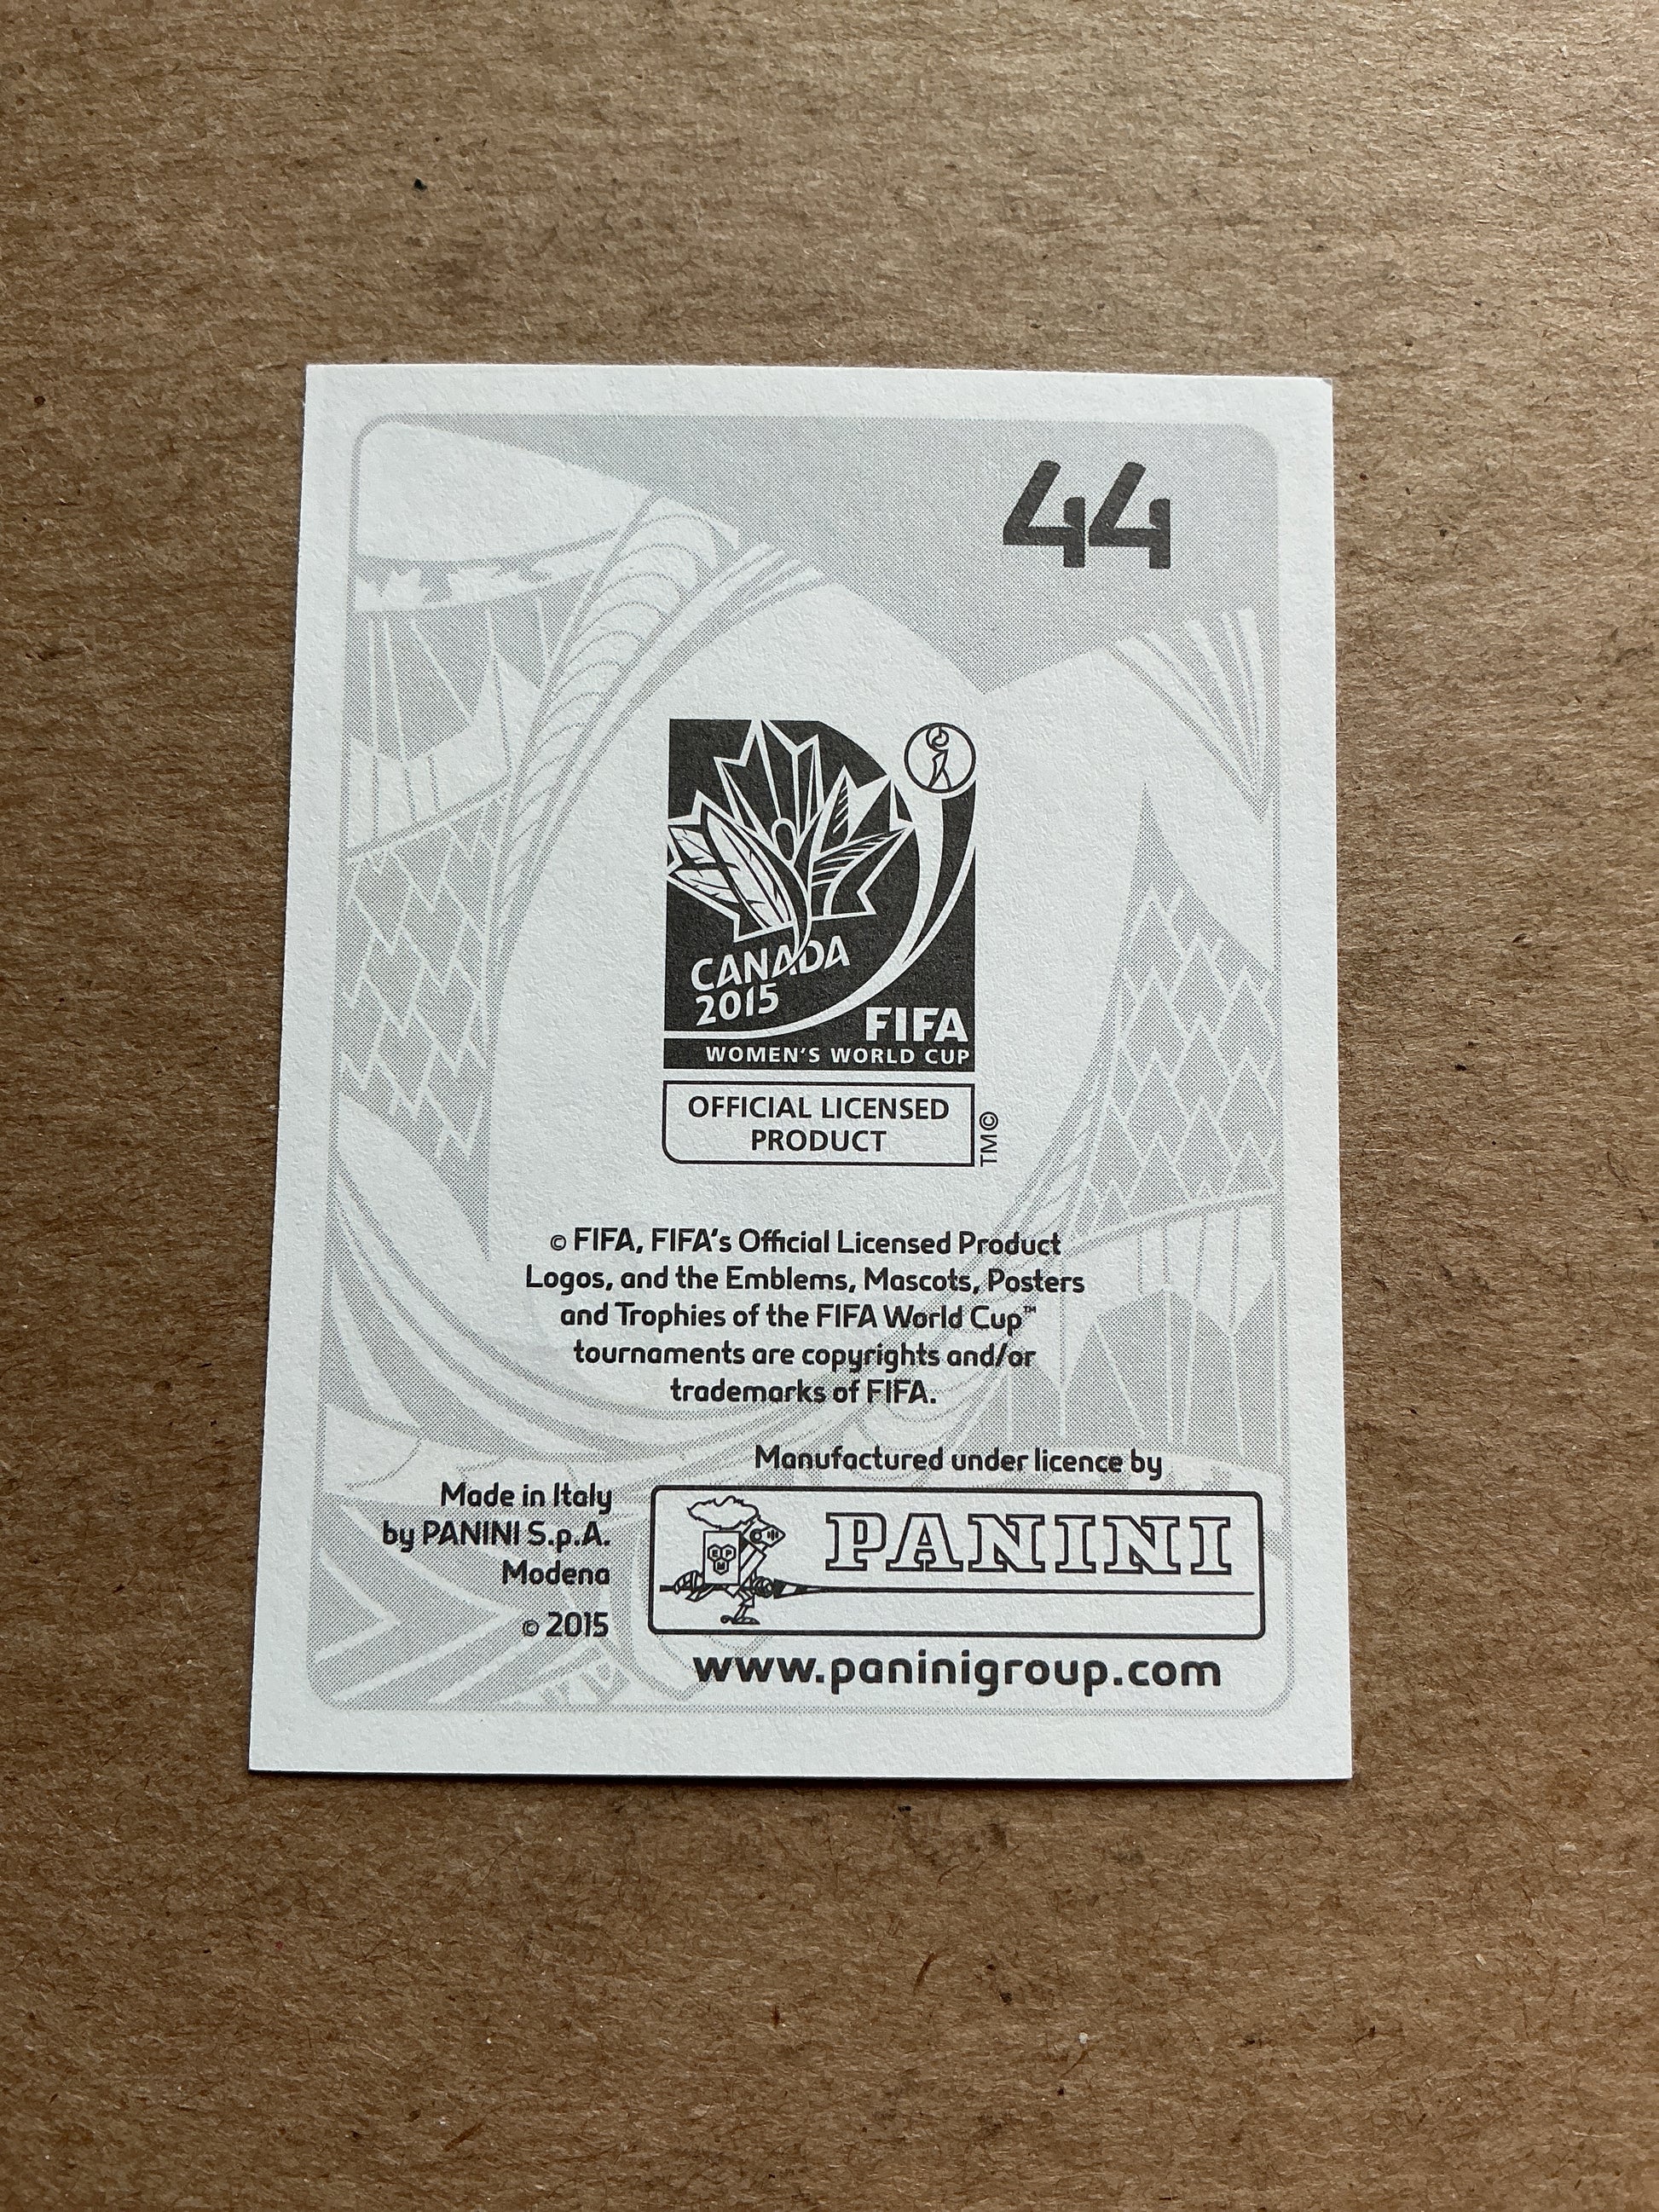 44
CANADA
2015
FIFA
WOMEN'S WORLD CUP
OFFICIAL LICENSED
PRODUCT
TM©
© FIFA, FIFA's Official Licensed Product
Logos, and the Emblems, Mascots, Posters
and Trophies of the FIFA World Cup™
tournaments are copyrights and/or
trademarks of FIFA.
Manufactured under licence by
Made in Italy
by PANINI S.p.A.
Modena
© 2015
EPM
PANINI
www.paninigroup.com